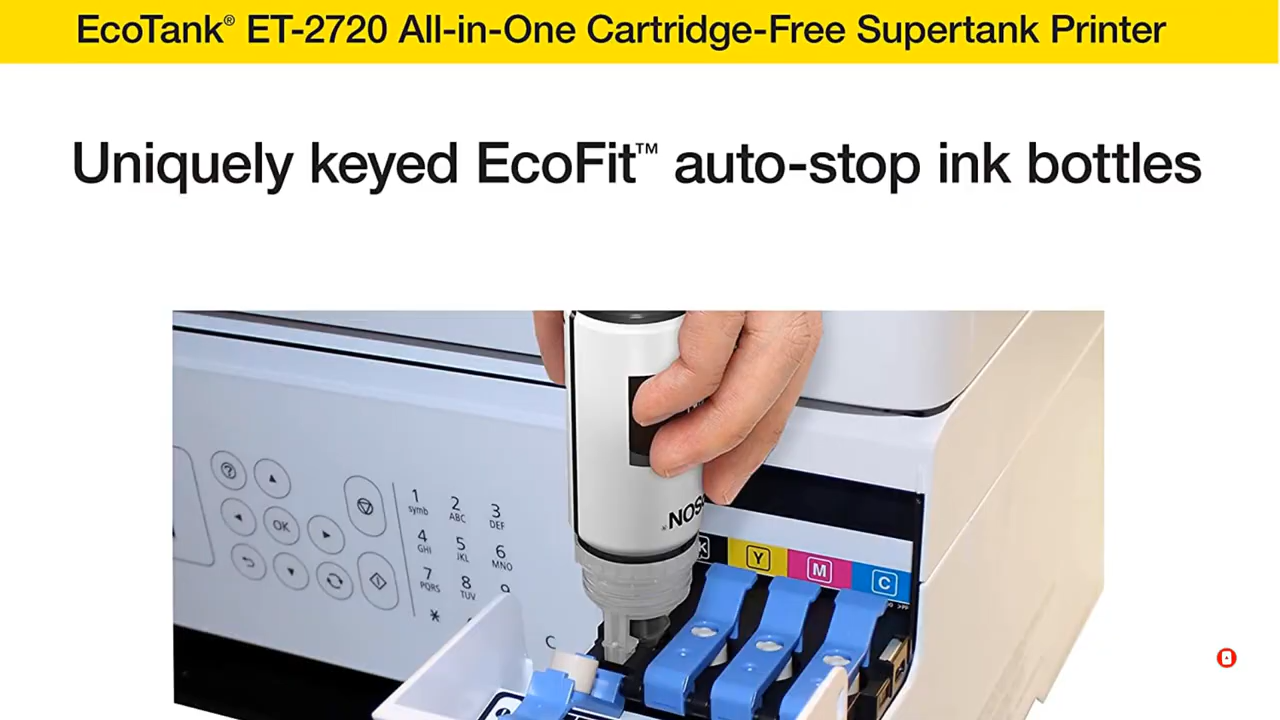 EcoTank® ET-2720 All-in-One Cartridge-Free Supertank Printer
Uniquely keyed EcoFit™ auto-stop ink bottles
1 symb 2 ABC 3 DEF
OK
4 GHI 5 JKL 6 MNO
7 PQRS 8 TUV 9
*
C
K Y M C